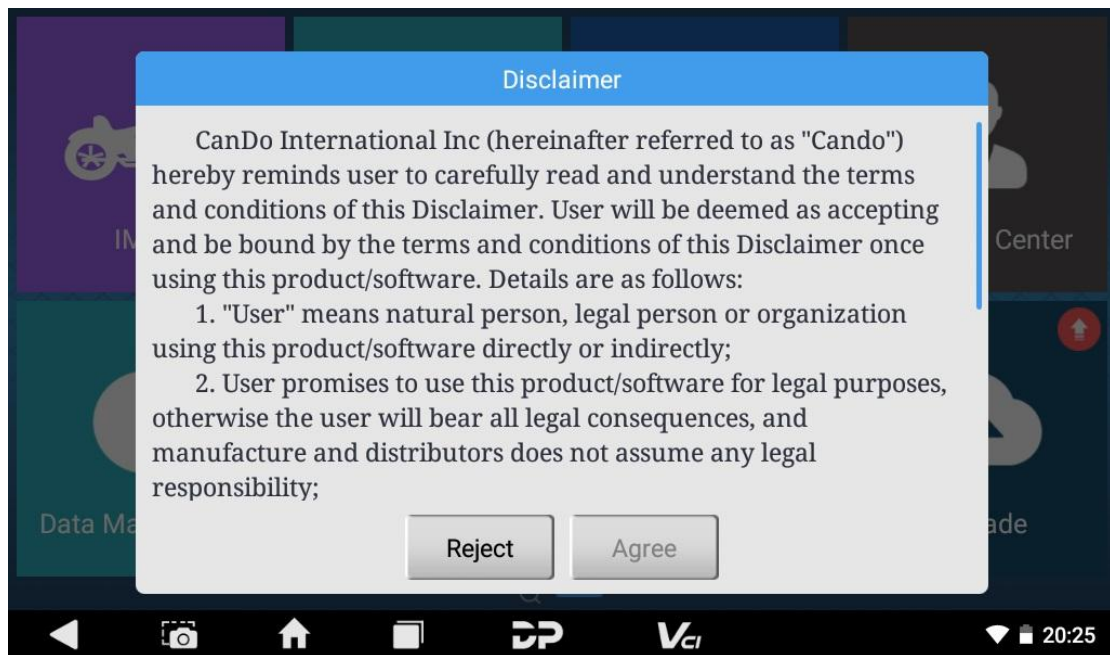 Disclaimer
CanDo International Inc (hereinafter referred to as "Cando")
hereby reminds user to carefully read and understand the terms
and conditions of this Disclaimer. User will be deemed as accepting
and be bound by the terms and conditions of this Disclaimer once
using this product/software. Details are as follows:
1. "User" means natural person, legal person or organization
using this product/software directly or indirectly;
2. User promises to use this product/software for legal purposes,
otherwise the user will bear all legal consequences, and
manufacture and distributors does not assume any legal
responsibility;
Reject Agree
Center
Data
DP VCI 20:25